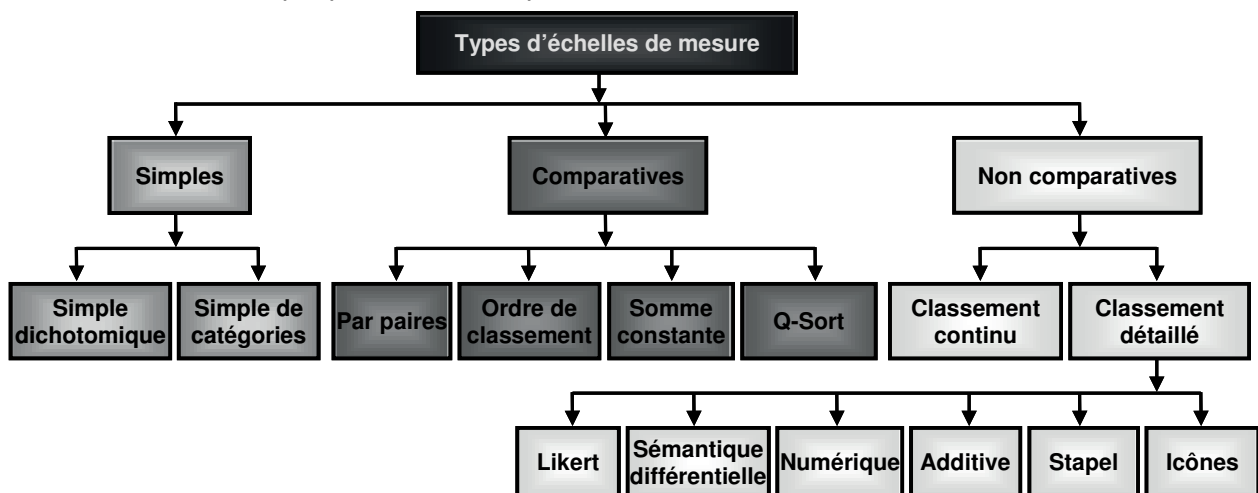 Types d'échelles de mesure
Simples
Comparatives
Non comparatives
Simple
dichotomique
Simple de
catégories
Par paires
Ordre de
classement
Somme
constante
Q-Sort
Classement
continu
Classement
détaillé
Likert
Sémantique
différentielle
Numérique
Additive
Stapel
Icônes